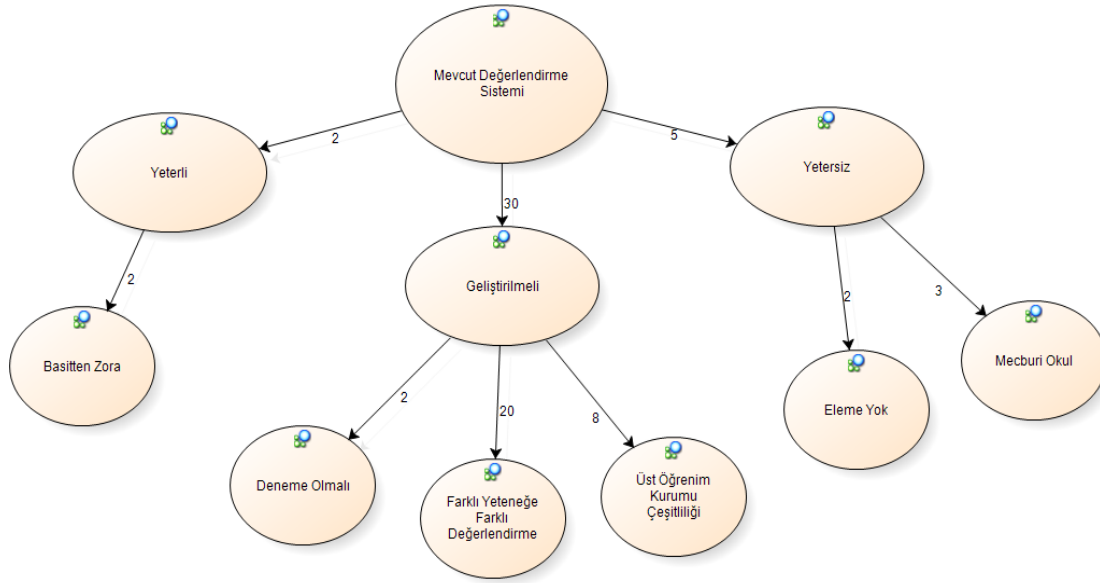 Mevcut Değerlendirme
Sistemi
2
30
5
Yeterli
Geliştirilmeli
Yetersiz
2
2
20
8
2
3
Basitten Zora
Deneme Olmalı
Farklı Yeteneğe
Farklı
Değerlendirme
Üst Öğrenim
Kurumu
Çeşitliliği
Eleme Yok
Mecburi Okul